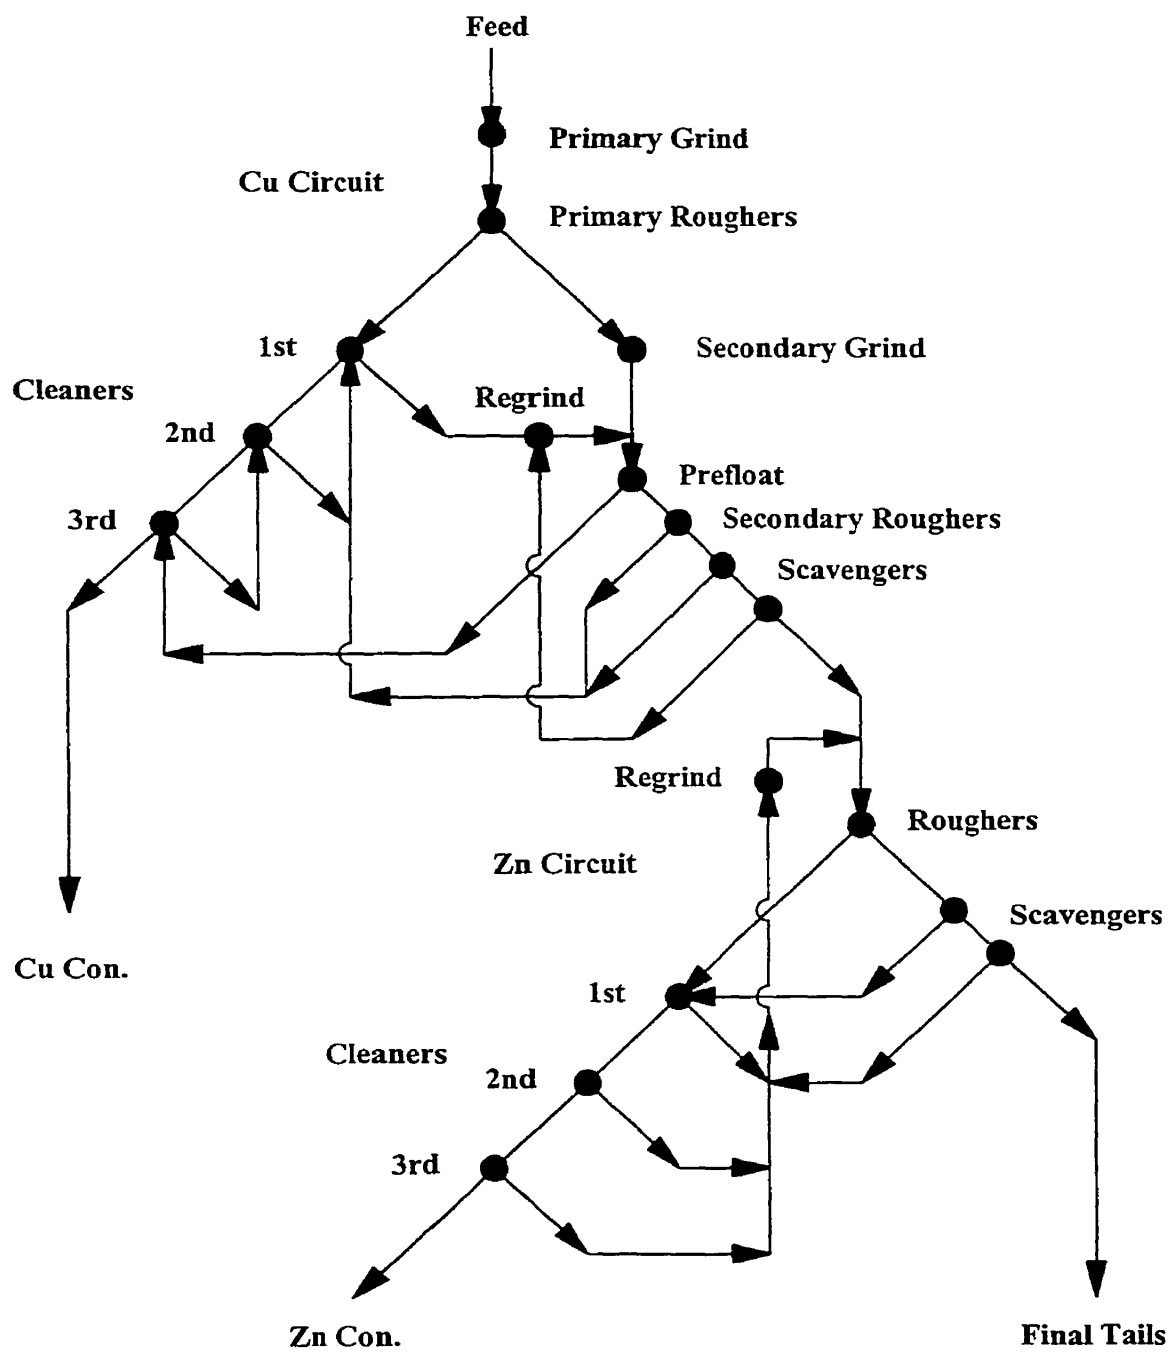 Feed
Primary Grind
Cu Circuit
Primary Roughers
1st
Secondary Grind
Cleaners
Regrind
2nd
Prefloat
3rd
Secondary Roughers
Scavengers
Regrind
Roughers
Zn Circuit
Scavengers
Cu Con.
1st
Cleaners
2nd
3rd
Zn Con.
Final Tails